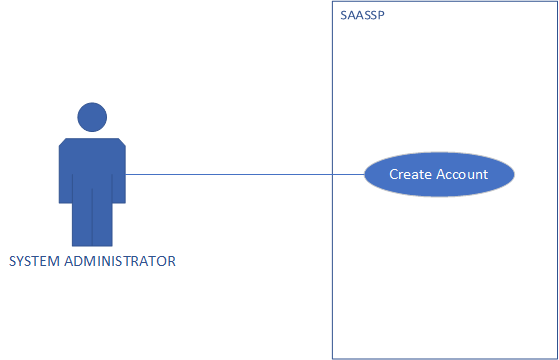 SAASSP
Create Account
SYSTEM ADMINISTRATOR